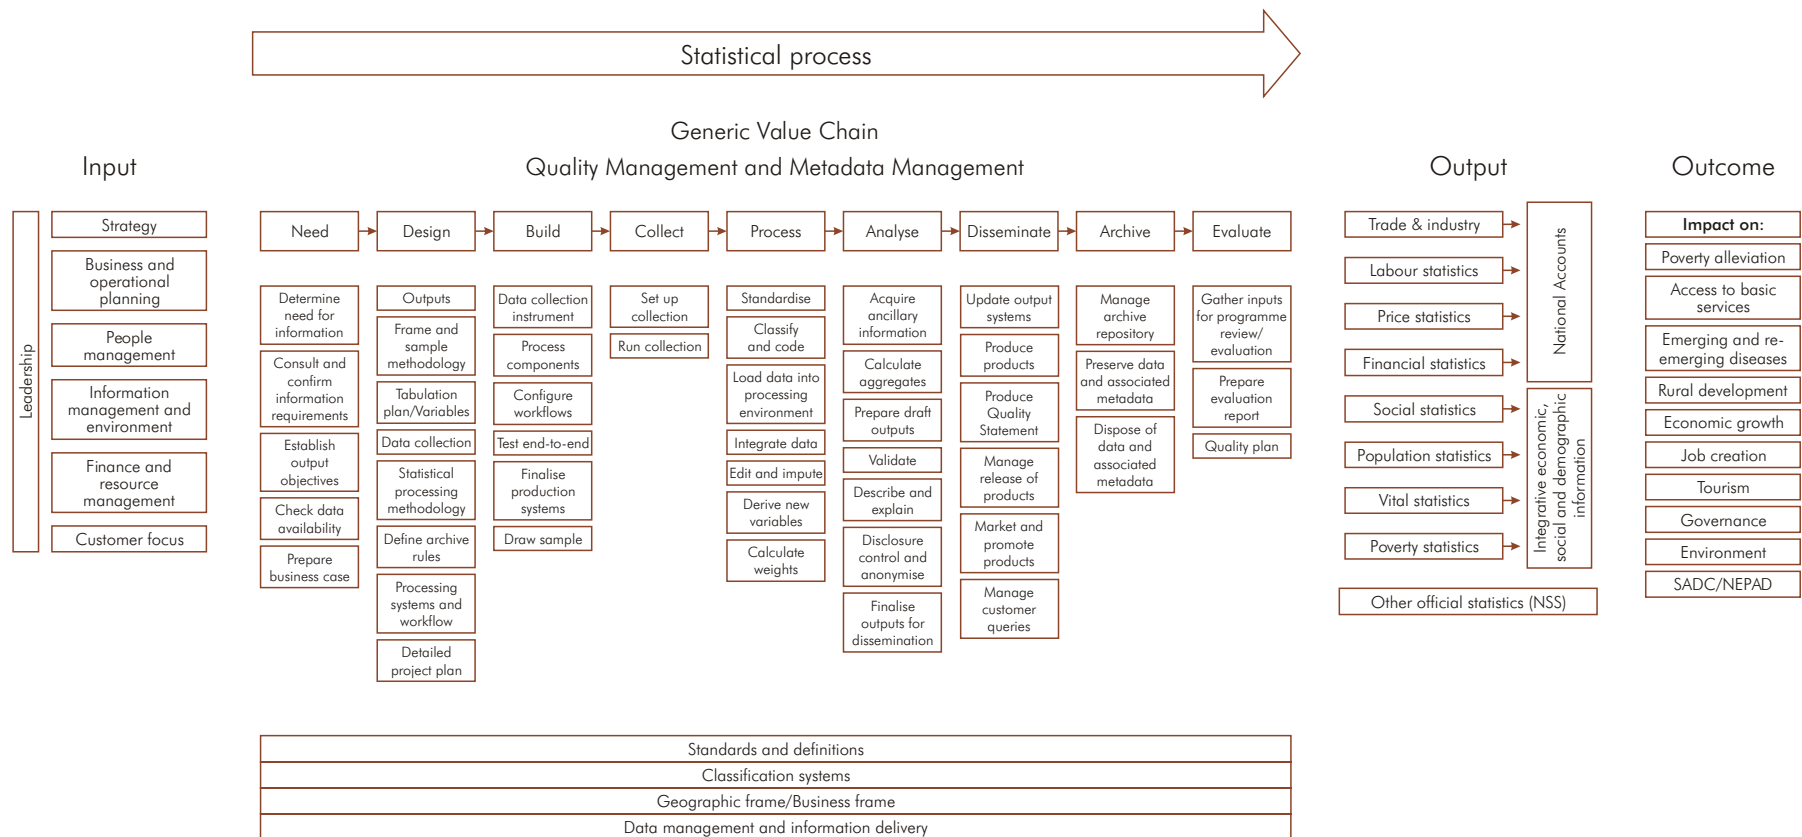 Statistical process
Generic Value Chain
Quality Management and Metadata Management
Input
Leadership
Strategy
Business and
operational
planning
People
management
Information
management and
environment
Finance and
resource
management
Customer focus
Need
Design
Build
Collect
Process
Analyse
Disseminate
Archive
Evaluate
Determine
need for
information
Consult and
confirm
information
requirements
Establish
output
objectives
Check data
availability
Prepare
business case
Outputs
Frame and
sample
methodology
Tabulation
plan/Variables
Data collection
Statistical
processing
methodology
Define archive
rules
Processing
systems and
workflow
Detailed
project plan
Data collection
instrument
Process
components
Configure
workflows
Test end-to-end
Finalise
production
systems
Draw sample
Set up
collection
Run collection
Standardise
Classify
and code
Load data into
processing
environment
Integrate data
Edit and impute
Derive new
variables
Calculate
weights
Acquire
ancillary
information
Calculate
aggregates
Prepare draft
outputs
Validate
Describe and
explain
Disclosure
control and
anonymise
Finalise
outputs for
dissemination
Update output
systems
Produce
products
Produce
Quality
Statement
Manage
release of
products
Market and
promote
products
Manage
customer
queries
Manage
archive
repository
Preserve data
and associated
metadata
Dispose of
data and
associated
metadata
Gather inputs
for programme
review/
evaluation
Prepare
evaluation
report
Quality plan
Standards and definitions
Classification systems
Geographic frame/Business frame
Data management and information delivery
Output
Trade & industry
Labour statistics
Price statistics
Financial statistics
Social statistics
Population statistics
Vital statistics
Poverty statistics
National Accounts
Integrative economic,
social and demographic
information
Other official statistics (NSS)
Outcome
Impact on:
Poverty alleviation
Access to basic
services
Emerging and re-
emerging diseases
Rural development
Economic growth
Job creation
Tourism
Governance
Environment
SADC/NEPAD